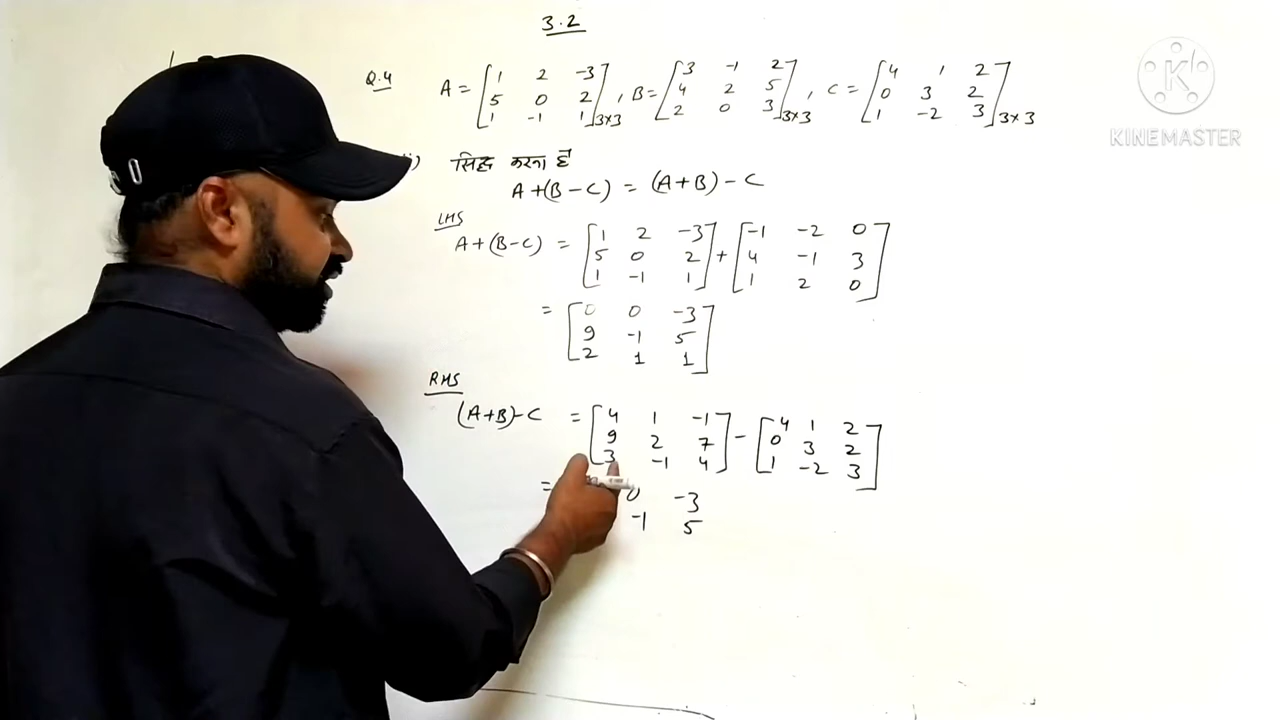 3.2
Q.4 A = [1 2 -3 , B = [3 -1 2 , C = [4 1 2
5 0 2 4 2 5 0 3 2
1 -1 1]3×3 2 0 3]3×3 1 -2 3]3×3
i) सिद्ध करना है
A+(B-C) = (A+B)-C
LHS
A+(B-C) = [1 2 -3 + [-1 -2 0
5 0 2 4 -1 3
1 -1 1] 1 2 0]
= [0 0 -3
9 -1 5
2 1 1]
RHS
(A+B)-C = [4 1 -1 - [4 1 2
9 2 7 0 3 2
3 -1 4] 1 -2 3]
= 0 -3
-1 5
K
KINEMASTER